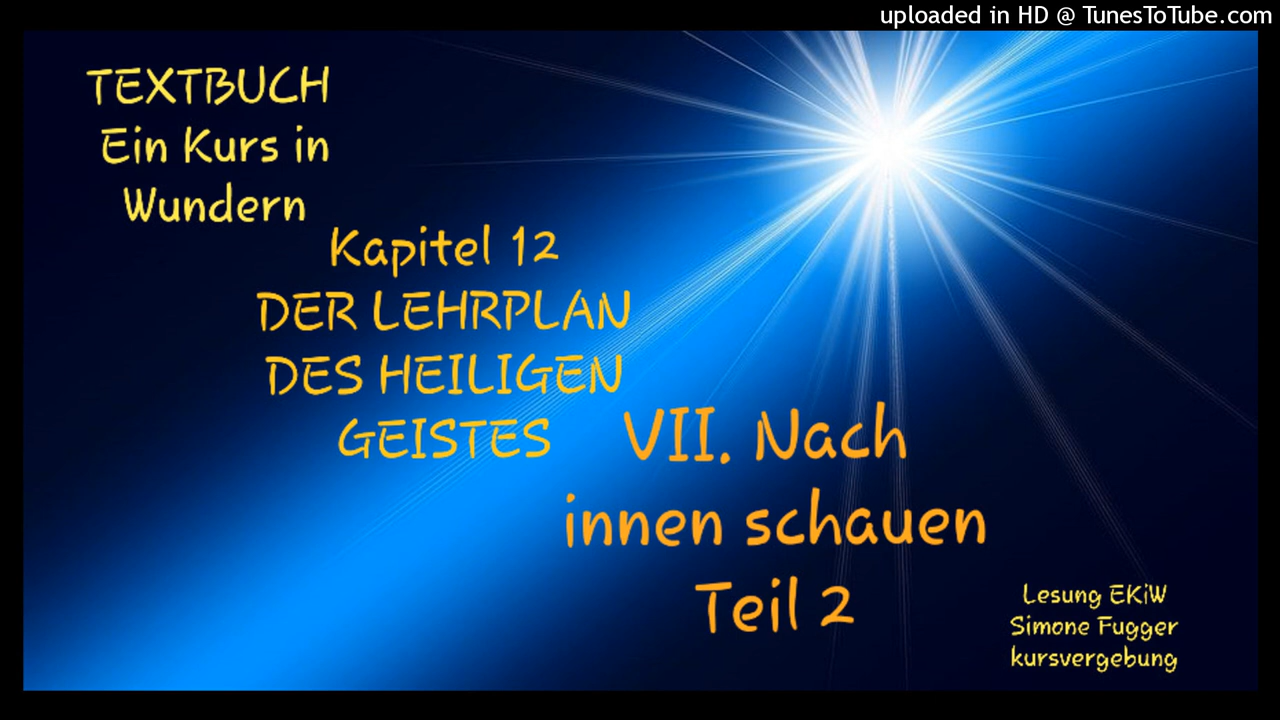 uploaded in HD @ TunesToTube.com
TEXTBUCH
Ein Kurs in
Wundern
Kapitel 12
DER LEHRPLAN
DES HEILIGEN
GEISTES
VII. Nach
innen schauen
Teil 2
Lesung EKiW
Simone Fugger
kursvergebung